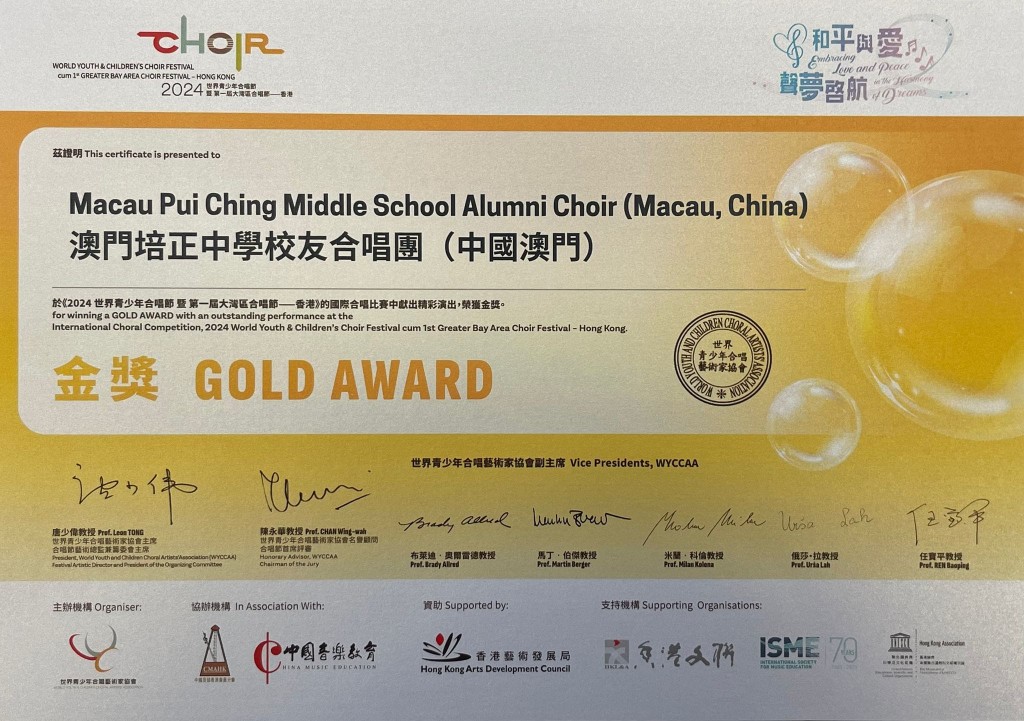 CHOIR
WORLD YOUTH & CHILDREN'S CHOIR FESTIVAL
cum 1st GREATER BAY AREA CHOIR FESTIVAL – HONG KONG
2024 世界青少年合唱節
暨 第一屆大灣區合唱節——香港
和平與愛
Embracing
Love and Peace
聲夢啓航
in the Harmony
of Dreams
茲證明 This certificate is presented to
Macau Pui Ching Middle School Alumni Choir (Macau, China)
澳門培正中學校友合唱團（中國澳門）
於《2024 世界青少年合唱節 暨 第一屆大灣區合唱節——香港》的國際合唱比賽中獻出精彩演出，榮獲金獎。
for winning a GOLD AWARD with an outstanding performance at the
International Choral Competition, 2024 World Youth & Children's Choir Festival cum 1st Greater Bay Area Choir Festival – Hong Kong.
金獎 GOLD AWARD
WORLD YOUTH AND CHILDREN CHORAL ARTISTS ASSOCIATION
世界
青少年合唱
藝術家協會
世界青少年合唱藝術家協會副主席 Vice Presidents, WYCCAA
唐少偉教授 Prof. Leon TONG
世界青少年合唱藝術家協會主席
合唱節藝術總監兼籌委會主席
President, World Youth and Children Choral Artists'Association (WYCCAA)
Festival Artistic Director and President of the Organizing Committee
陳永華教授 Prof. CHAN Wing-wah
世界青少年合唱藝術家協會名譽顧問
合唱節首席評審
Honorary Advisor, WYCCAA
Chairman of the Jury
Brady Allred
布萊廸・奧爾雷德教授
Prof. Brady Allred
馬丁・伯傑教授
Prof. Martin Berger
米蘭・科倫教授
Prof. Milan Kolena
Urša Lah
俄莎・拉教授
Prof. Urša Lah
任寶平教授
Prof. REN Baoping
主辦機構 Organiser:
世界青少年合唱藝術家協會
協辦機構 In Association With:
CMAHK
中國音樂教育
CHINA MUSIC EDUCATION
資助 Supported by:
香港藝術發展局
Hong Kong Arts Development Council
支持機構 Supporting Organisations:
香港文聯
ISME 70
INTERNATIONAL SOCIETY
FOR MUSIC EDUCATION
Hong Kong Association